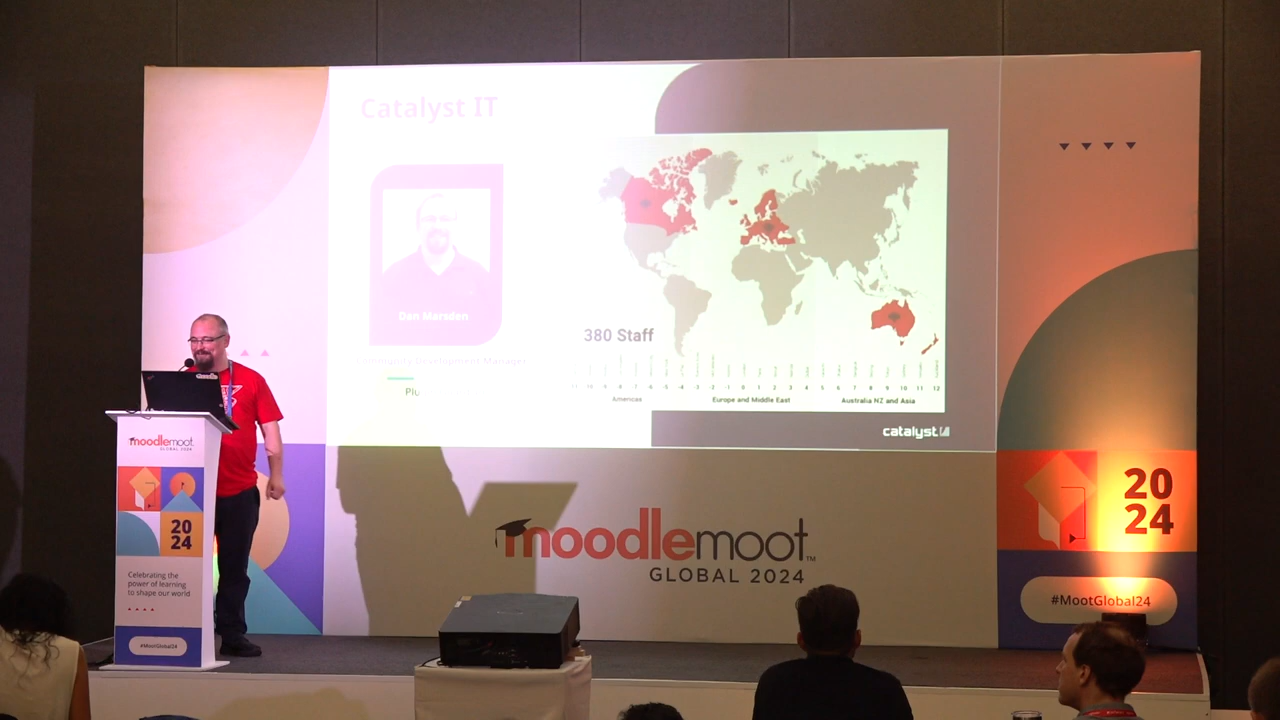 Catalyst IT
Dan Marsden
Community Development Manager
380 Staff
Americas
Europe and Middle East
Australia NZ and Asia
catalyst
moodle
moodlemoot
GLOBAL 2024
20
24
Celebrating the
power of learning
to shape our world
#MootGlobal24
moodlemoot™
GLOBAL 2024
20
24
#MootGlobal24